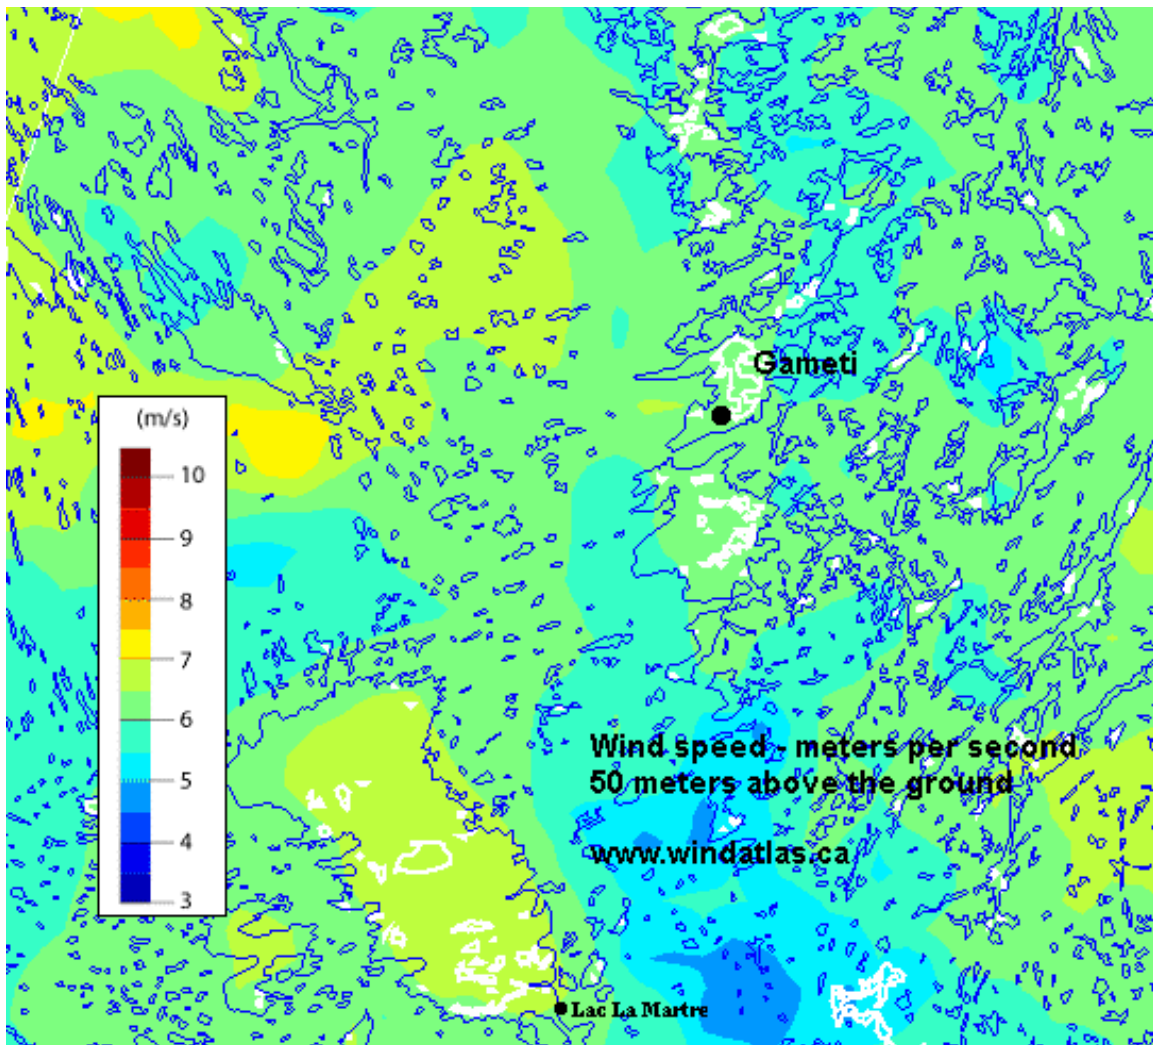 Gameti
(m/s)
10
9
8
7
6
5
4
3
Wind speed - meters per second
50 meters above the ground
www.windatlas.ca
Lac La Martre